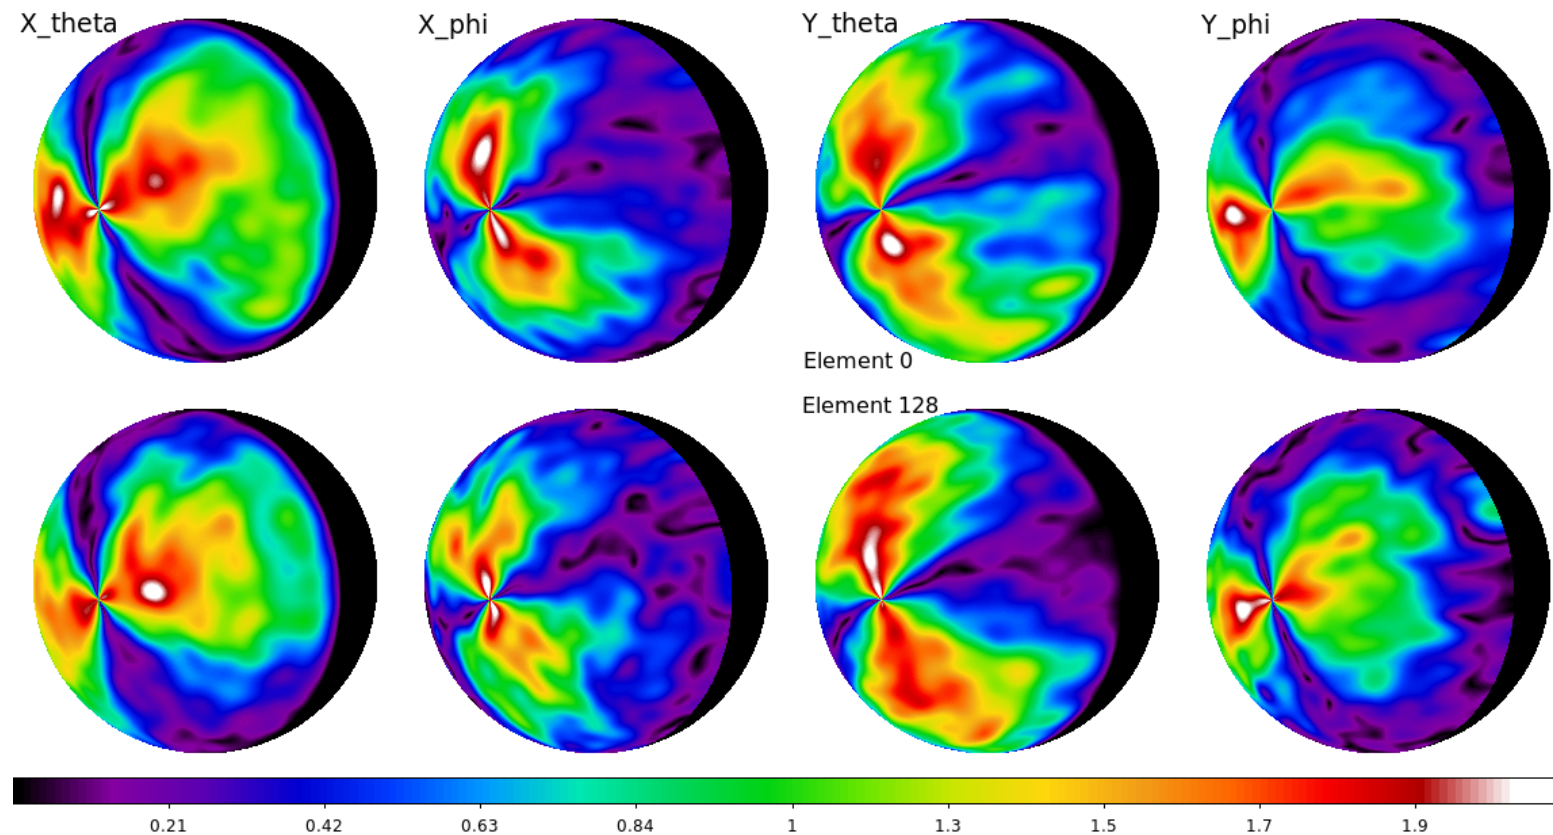 X_theta X_phi Y_theta Y_phi
Element 0
Element 128
0.21 0.42 0.63 0.84 1 1.3 1.5 1.7 1.9